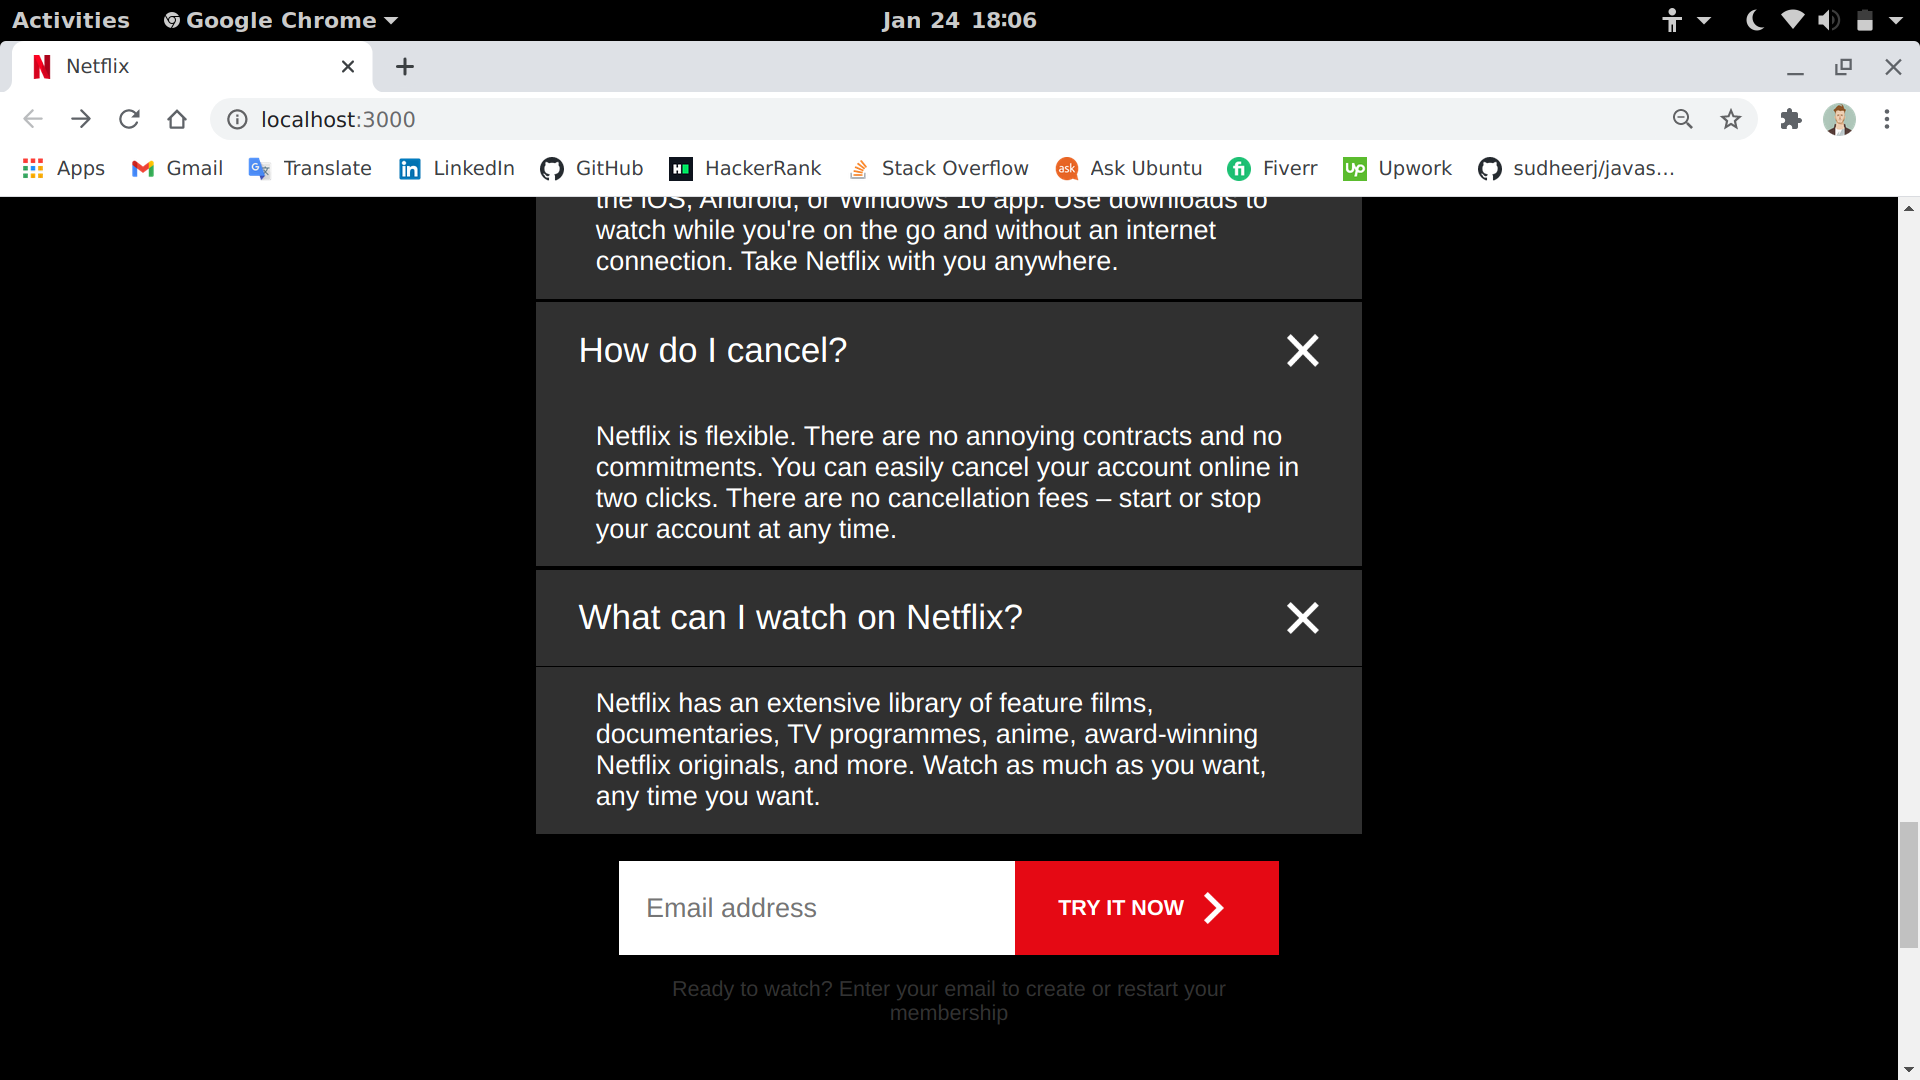 Activities
Google Chrome
Jan 24 18:06
Netflix
localhost:3000
Apps
Gmail
Translate
LinkedIn
GitHub
HackerRank
Stack Overflow
Ask Ubuntu
Fiverr
Upwork
sudheerj/javas...
the iOS, Android, or Windows 10 app. Use downloads to
watch while you're on the go and without an internet
connection. Take Netflix with you anywhere.
How do I cancel?
Netflix is flexible. There are no annoying contracts and no
commitments. You can easily cancel your account online in
two clicks. There are no cancellation fees – start or stop
your account at any time.
What can I watch on Netflix?
Netflix has an extensive library of feature films,
documentaries, TV programmes, anime, award-winning
Netflix originals, and more. Watch as much as you want,
any time you want.
Email address
TRY IT NOW
Ready to watch? Enter your email to create or restart your
membership